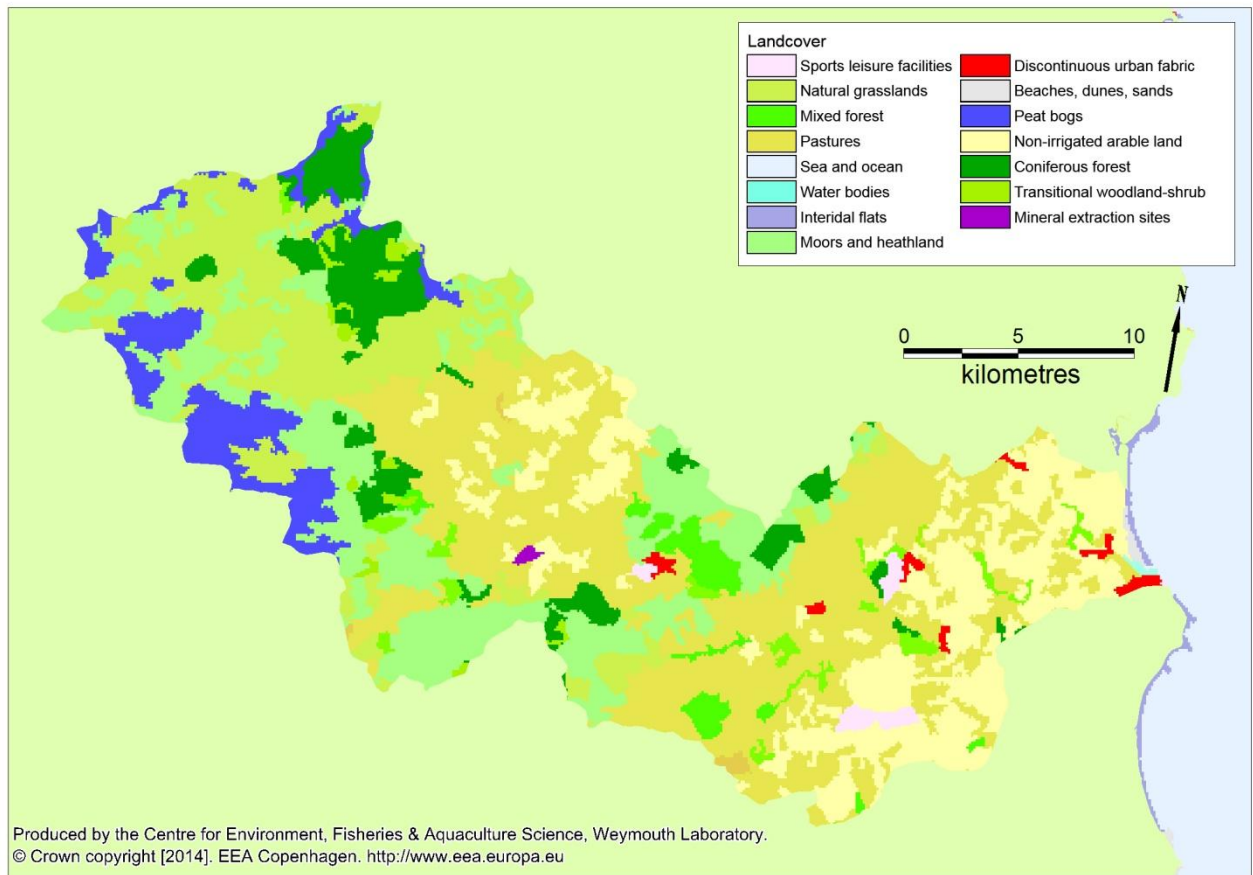 Landcover
Sports leisure facilities
Natural grasslands
Mixed forest
Pastures
Sea and ocean
Water bodies
Interidal flats
Moors and heathland
Discontinuous urban fabric
Beaches, dunes, sands
Peat bogs
Non-irrigated arable land
Coniferous forest
Transitional woodland-shrub
Mineral extraction sites
N
0 5 10
kilometres
Produced by the Centre for Environment, Fisheries & Aquaculture Science, Weymouth Laboratory.
© Crown copyright [2014]. EEA Copenhagen. http://www.eea.europa.eu